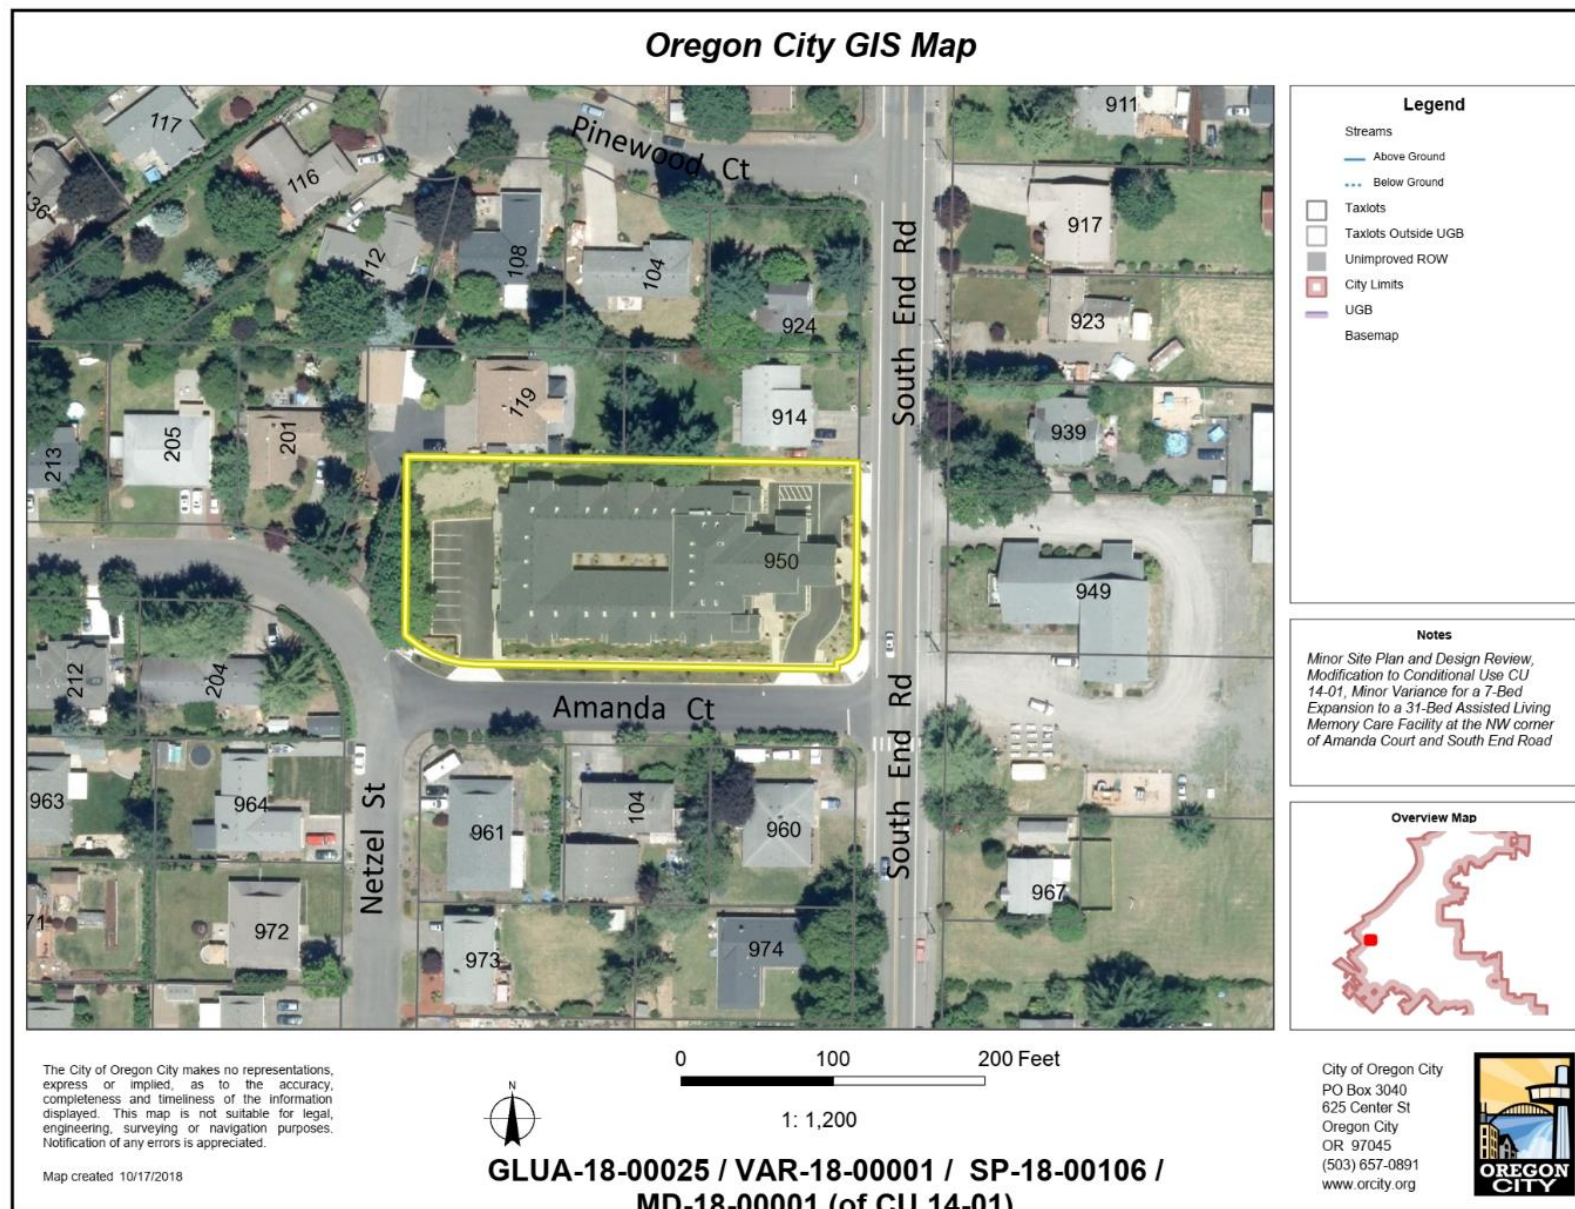 Oregon City GIS Map
117
116
36
112
108
104
Pinewood Ct
924
911
917
923
South End Rd
213
205
201
119
914
939
950
949
212
204
Amanda Ct
South End Rd
963
964
Netzel St
961
104
960
967
71
972
973
974
Legend
Streams
Above Ground
Below Ground
Taxlots
Taxlots Outside UGB
Unimproved ROW
City Limits
UGB
Basemap
Notes
Minor Site Plan and Design Review,
Modification to Conditional Use CU
14-01, Minor Variance for a 7-Bed
Expansion to a 31-Bed Assisted Living
Memory Care Facility at the NW corner
of Amanda Court and South End Road
Overview Map
The City of Oregon City makes no representations,
express or implied, as to the accuracy,
completeness and timeliness of the information
displayed. This map is not suitable for legal,
engineering, surveying or navigation purposes.
Notification of any errors is appreciated.
Map created 10/17/2018
N
0 100 200 Feet
1: 1,200
GLUA-18-00025 / VAR-18-00001 / SP-18-00106 /
MD-18-00001 (of CU 14-01)
City of Oregon City
PO Box 3040
625 Center St
Oregon City
OR 97045
(503) 657-0891
www.orcity.org
OREGON
CITY